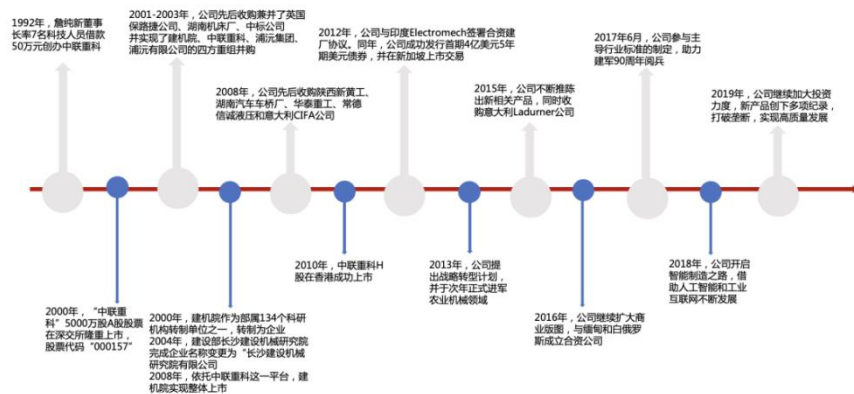 1992年，詹纯新董事
长率7名科技人员借款
50万元创办中联重科
2001-2003年，公司先后收购兼并了英国
保路捷公司、湖南机床厂、中标公司
并实现了建机院、中联重科、浦沅集团、
浦沅有限公司的四方重组并购
2008年，公司先后收购陕西新黄工、
湖南汽车车桥厂、华泰重工、常德
信诚液压和意大利CIFA公司
2012年，公司与印度Electromech签署合资建
厂协议。同年，公司成功发行首期4亿美元5年
期美元债券，并在新加坡上市交易
2015年，公司不断推陈
出新相关产品，同时收
购意大利Ladurner公司
2017年6月，公司参与主
导行业标准的制定，助力
建军90周年阅兵
2019年，公司继续加大投资
力度，新产品创下多项纪录，
打破垄断，实现高质量发展
2000年，“中联重
科”5000万股A股股票
在深交所隆重上市，
股票代码“000157”
2000年，建机院作为部属134个科研
机构转制单位之一，转制为企业
2004年，建设部长沙建设机械研究院
完成企业名称变更为“长沙建设机械
研究院有限公司
2008年，依托中联重科这一平台，建
机院实现整体上市
2010年，中联重科H
股在香港成功上市
2013年，公司提
出战略转型计划，
并于次年正式进军
农业机械领域
2016年，公司继续扩大商
业版图，与缅甸和白俄罗
斯成立合资公司
2018年，公司开启
智能制造之路，借
助人工智能和工业
互联网不断发展